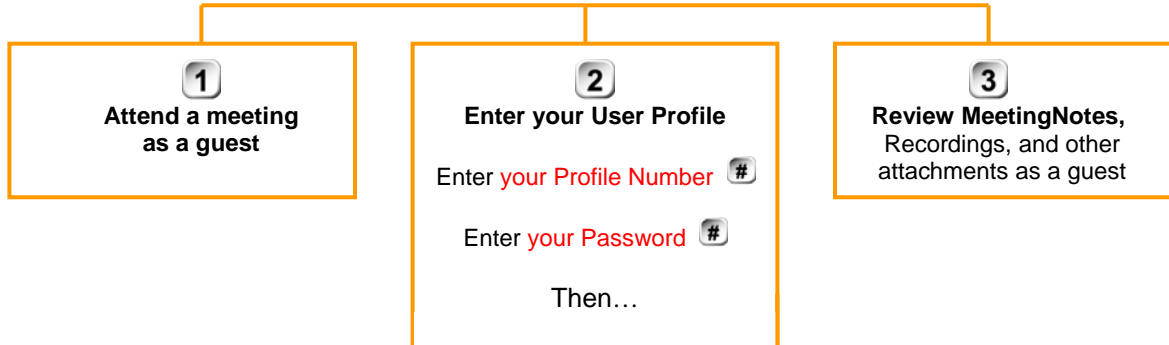 1
Attend a meeting
as a guest
2
Enter your User Profile
Enter your Profile Number #
Enter your Password #
Then…
3
Review MeetingNotes,
Recordings, and other
attachments as a guest